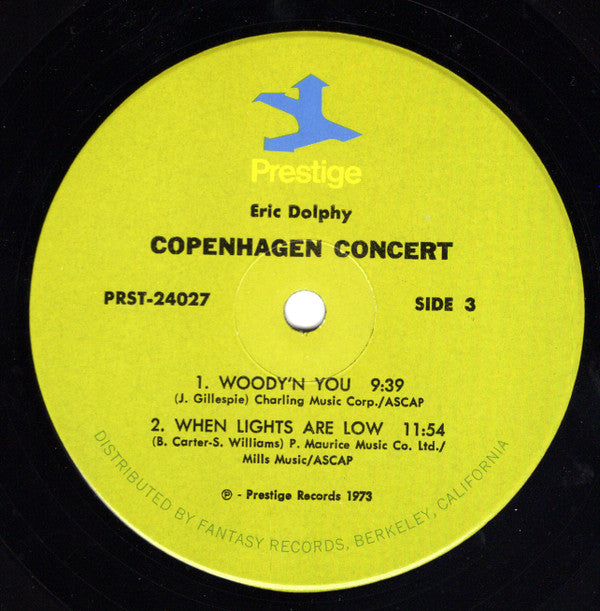 Prestige
Eric Dolphy
COPENHAGEN CONCERT
PRST-24027 SIDE 3
1. WOODY'N YOU 9:39
(J. Gillespie) Charling Music Corp./ASCAP
2. WHEN LIGHTS ARE LOW 11:54
(B. Carter-S. Williams) P. Maurice Music Co. Ltd./
Mills Music/ASCAP
℗ - Prestige Records 1973
DISTRIBUTED BY FANTASY RECORDS, BERKELEY, CALIFORNIA